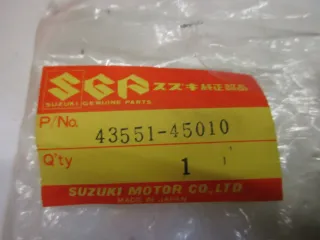 SGP スズキ純正部品
SUZUKI GENUINE PARTS
P/No. 43551-45010
Q'ty 1
SUZUKI MOTOR CO.,LTD.
MADE IN JAPAN